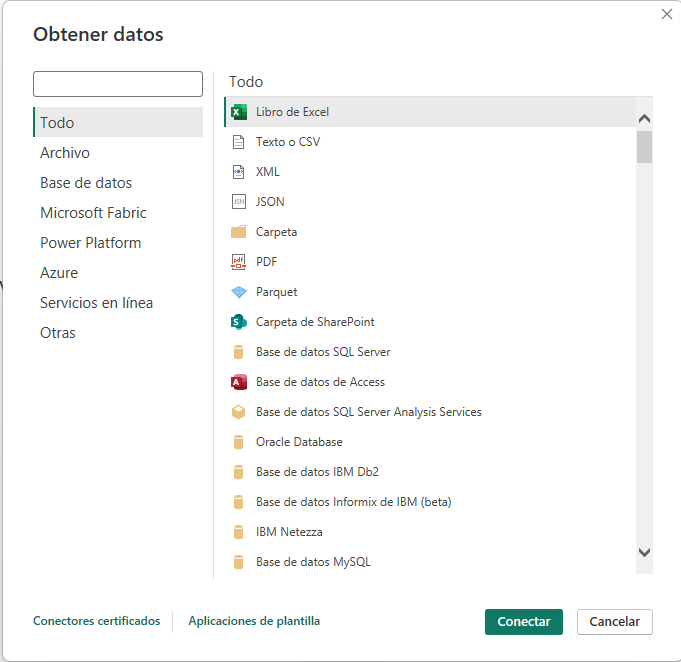 Obtener datos
Todo
Archivo
Base de datos
Microsoft Fabric
Power Platform
Azure
Servicios en línea
Otras
Todo
Libro de Excel
Texto o CSV
XML
JSON
Carpeta
PDF
Parquet
Carpeta de SharePoint
Base de datos SQL Server
Base de datos de Access
Base de datos SQL Server Analysis Services
Oracle Database
Base de datos IBM Db2
Base de datos Informix de IBM (beta)
IBM Netezza
Base de datos MySQL
Conectores certificados
Aplicaciones de plantilla
Conectar
Cancelar